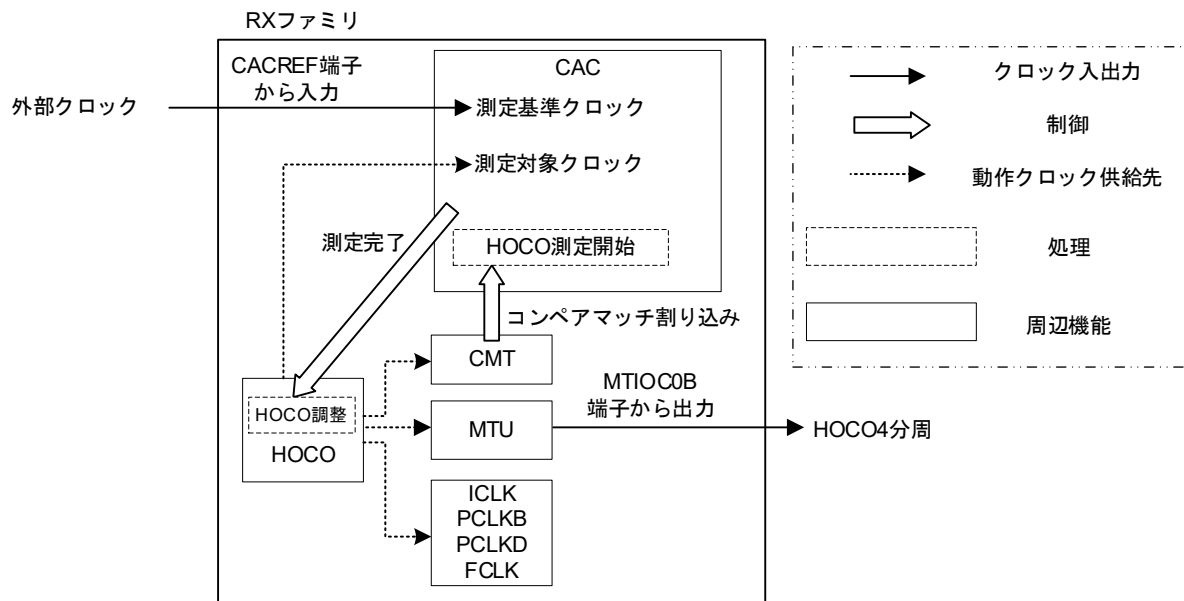 RXファミリ
CACREF端子
から入力
外部クロック
CAC
測定基準クロック
測定対象クロック
測定完了
HOCO測定開始
コンペアマッチ割り込み
CMT
HOCO調整
HOCO
MTU
MTIOC0B
端子から出力
HOCO4分周
ICLK
PCLKB
PCLKD
FCLK
クロック入出力
制御
動作クロック供給先
処理
周辺機能